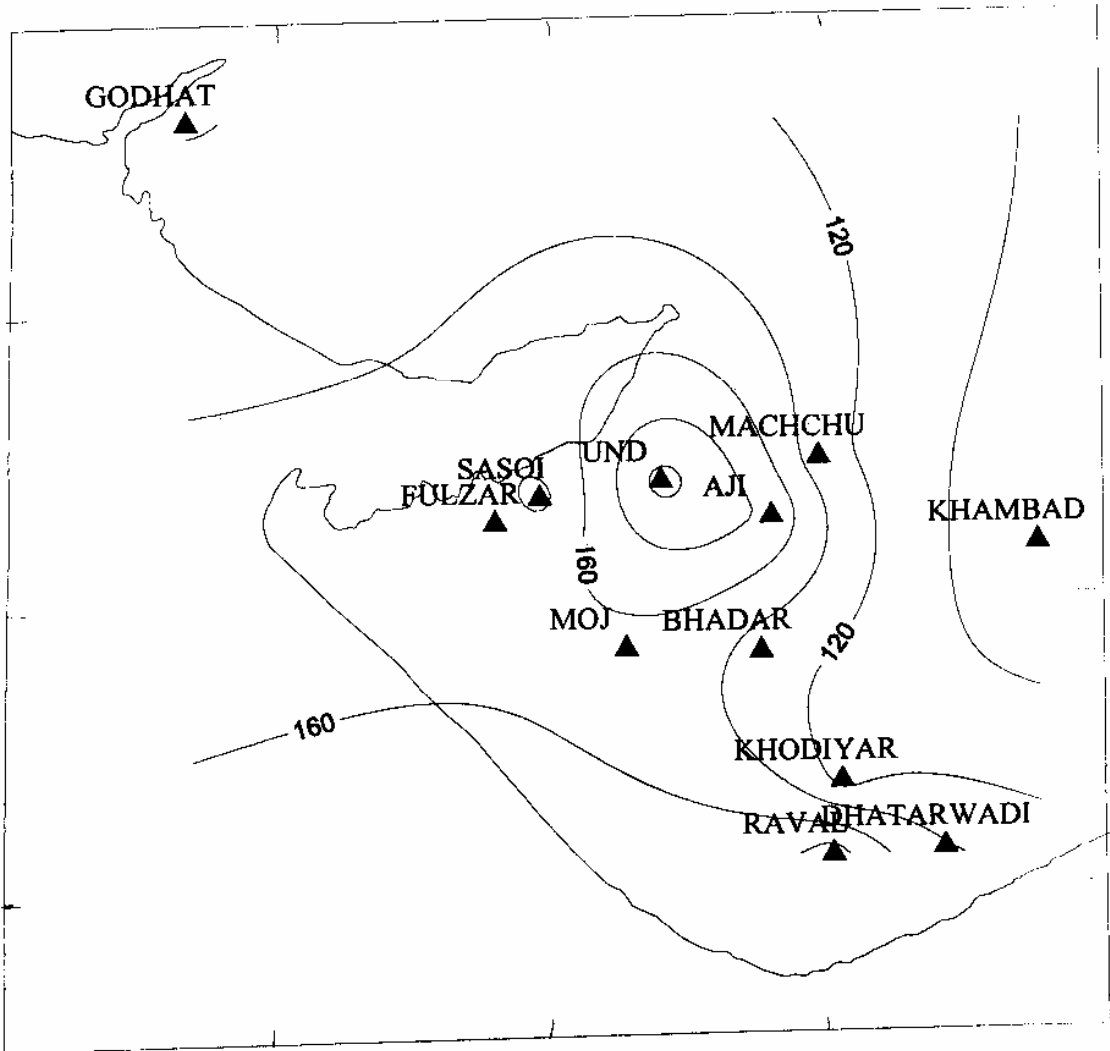 GODHAT
120
MACHCHU
UND
SASOI
AJI
FULZAR
KHAMBAD
160
MOJ
BHADAR
120
160
KHODIYAR
RAVAL
DHATARWADI